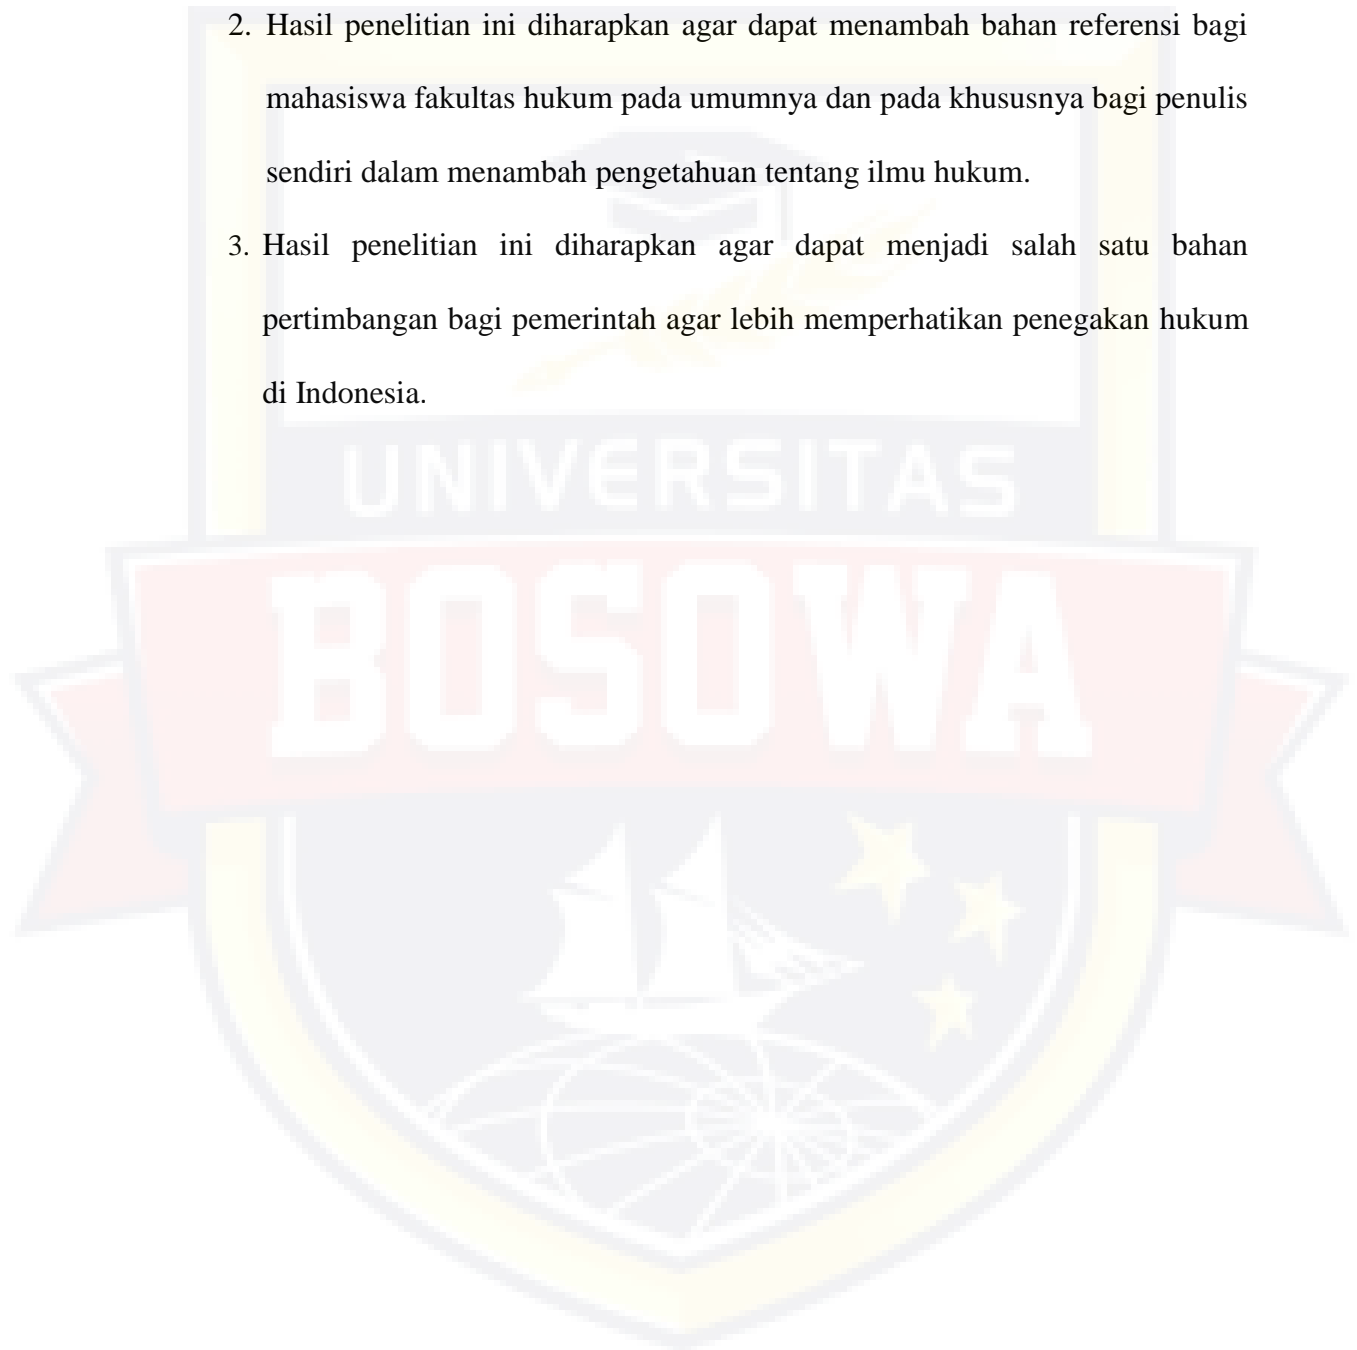 2. Hasil penelitian ini diharapkan agar dapat menambah bahan referensi bagi
mahasiswa fakultas hukum pada umumnya dan pada khususnya bagi penulis
sendiri dalam menambah pengetahuan tentang ilmu hukum.
3. Hasil penelitian ini diharapkan agar dapat menjadi salah satu bahan
pertimbangan bagi pemerintah agar lebih memperhatikan penegakan hukum
di Indonesia.
UNIVERSITAS
BOSOWA